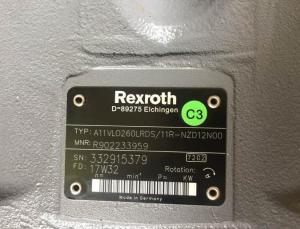 Rexroth
D-89275 Elchingen
C3
TYP: A11VLO260LRDS/11R-NZD12N00
MNR: R902233959
SN: 332915379 7202
FD: 17W32 Rotation:
n= min⁻¹ P= KW
Made in Germany